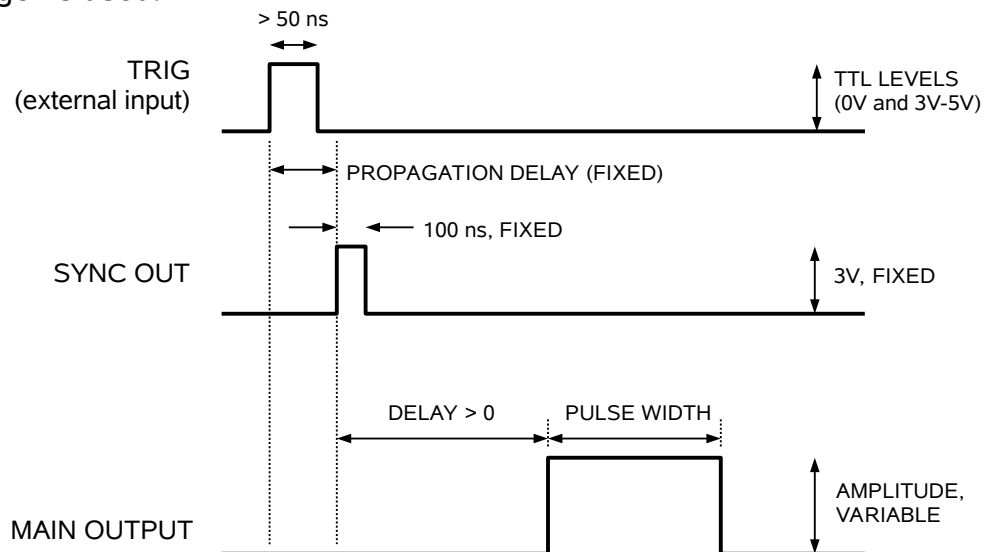 > 50 ns
TRIG
(external input)
TTL LEVELS
(0V and 3V-5V)
PROPAGATION DELAY (FIXED)
100 ns, FIXED
SYNC OUT
3V, FIXED
DELAY > 0
PULSE WIDTH
AMPLITUDE,
VARIABLE
MAIN OUTPUT